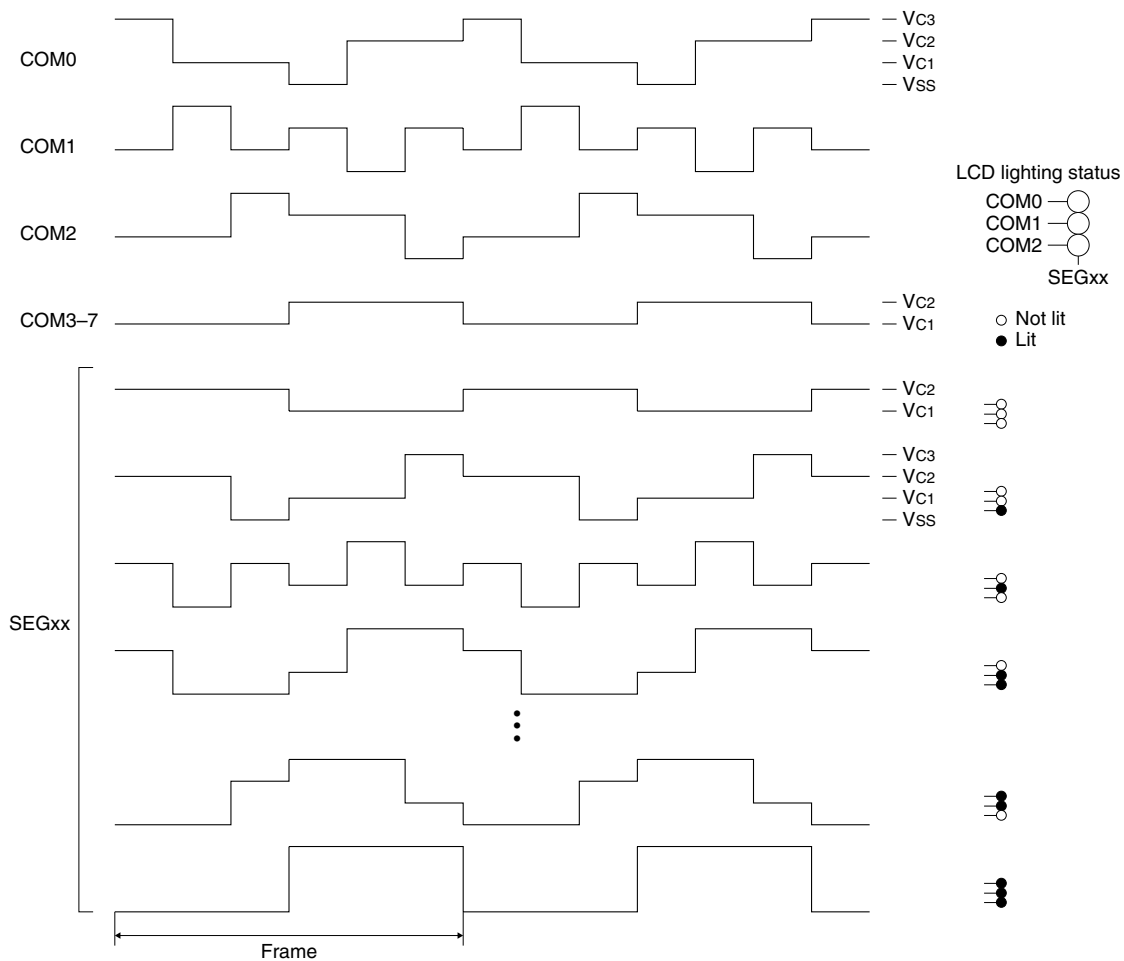 COM0
VC3
VC2
VC1
VSS
COM1
COM2
LCD lighting status
COM0
COM1
COM2
SEGxx
COM3–7
VC2
VC1
Not lit
Lit
SEGxx
VC2
VC1
VC3
VC2
VC1
VSS
Frame